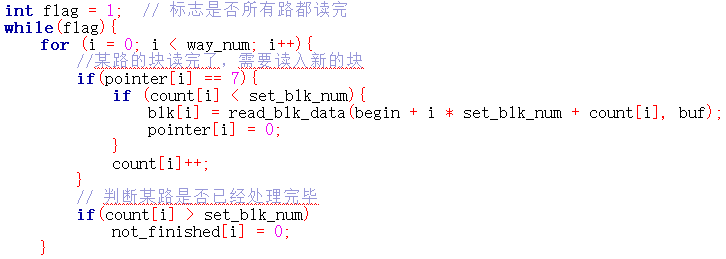 int flag = 1;  // 标志是否所有路都读完
while(flag){
    for (i = 0; i < way_num; i++){
        //某路的块读完了，需要读入新的块
        if(pointer[i] == 7){
            if (count[i] < set_blk_num){
                blk[i] = read_blk_data(begin + i * set_blk_num + count[i], buf);
                pointer[i] = 0;
            }
            count[i]++;
        }
        // 判断某路是否已经处理完毕
        if(count[i] > set_blk_num)
            not_finished[i] = 0;
    }